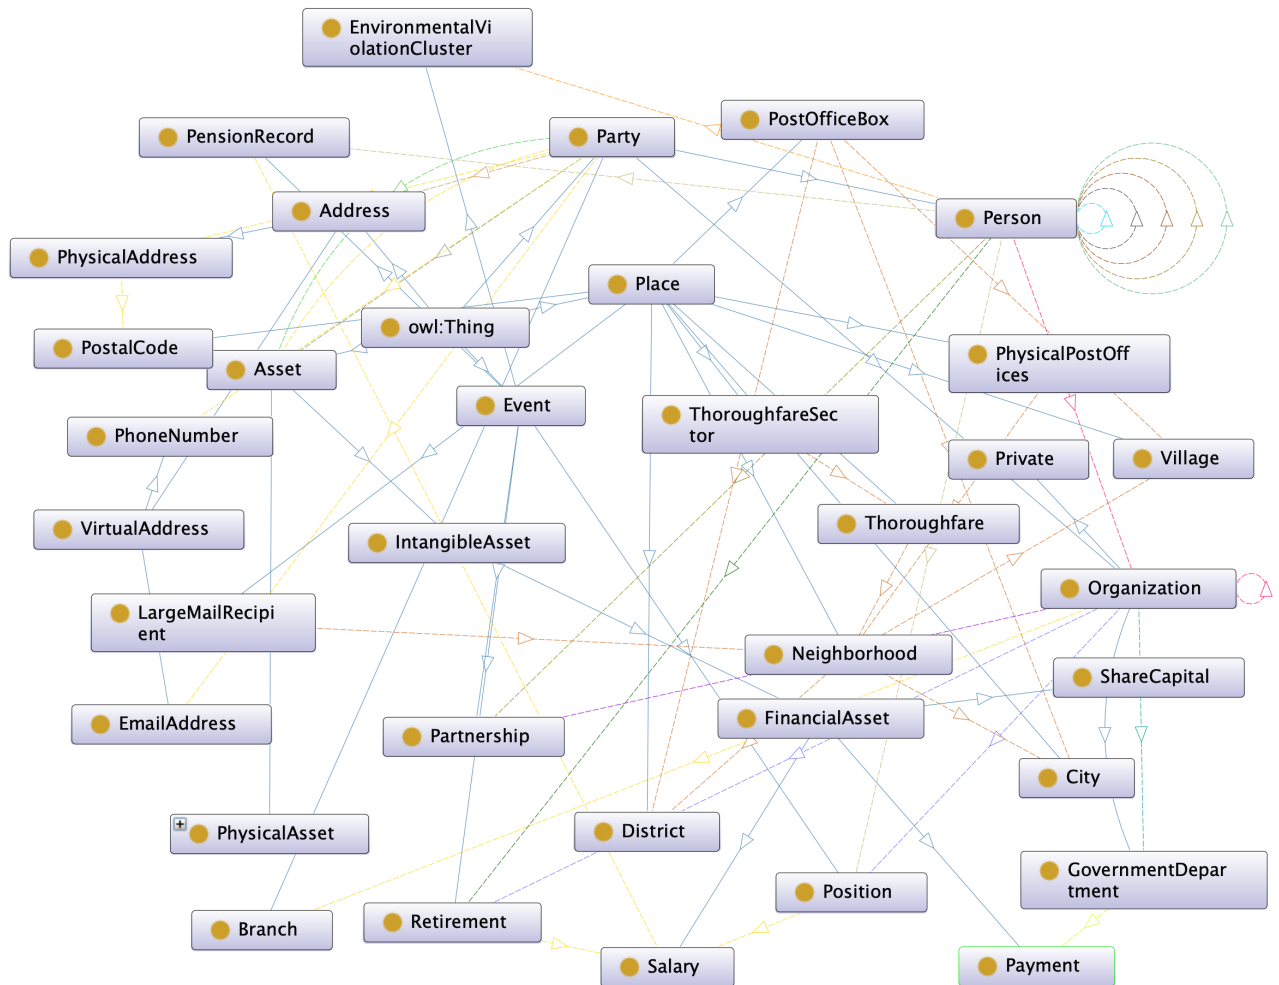 EnvironmentalVi
olationCluster
PostOfficeBox
PensionRecord
Party
Address
Person
PhysicalAddress
Place
owl:Thing
PostalCode
Asset
PhysicalPostOff
ices
Event
ThoroughfareSec
tor
PhoneNumber
Private
Village
VirtualAddress
IntangibleAsset
Thoroughfare
Organization
LargeMailRecipi
ent
Neighborhood
ShareCapital
EmailAddress
Partnership
FinancialAsset
City
PhysicalAsset
District
GovernmentDepar
tment
Position
Branch
Retirement
Salary
Payment